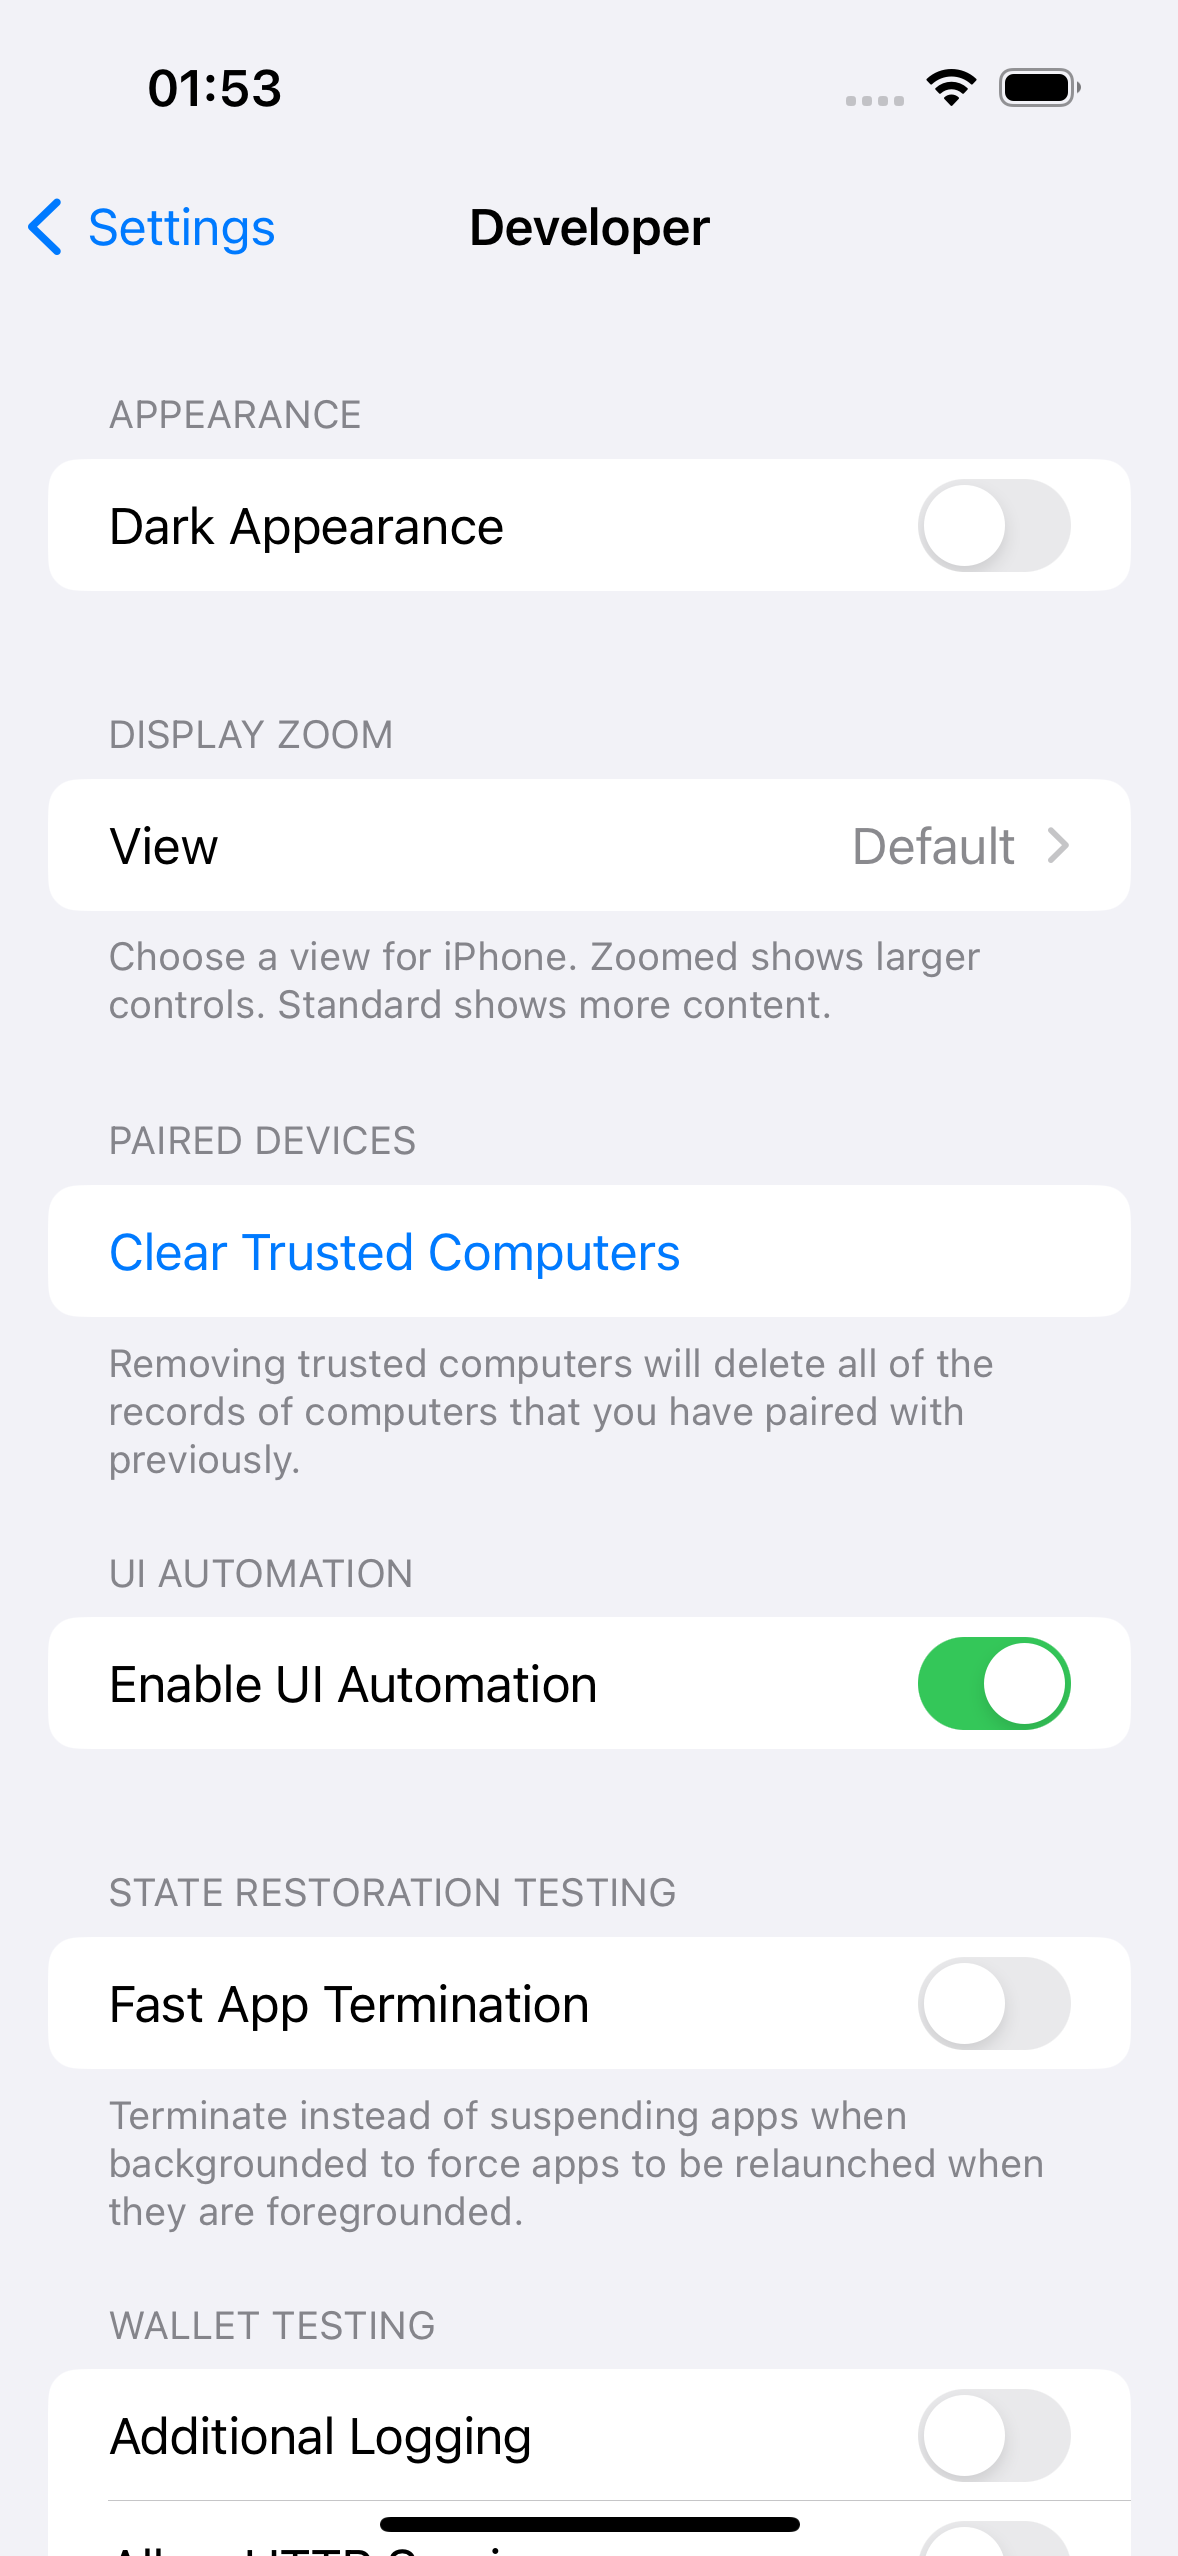 01:53
Settings
Developer
APPEARANCE
Dark Appearance
DISPLAY ZOOM
View
Default
Choose a view for iPhone. Zoomed shows larger
controls. Standard shows more content.
PAIRED DEVICES
Clear Trusted Computers
Removing trusted computers will delete all of the
records of computers that you have paired with
previously.
UI AUTOMATION
Enable UI Automation
STATE RESTORATION TESTING
Fast App Termination
Terminate instead of suspending apps when
backgrounded to force apps to be relaunched when
they are foregrounded.
WALLET TESTING
Additional Logging